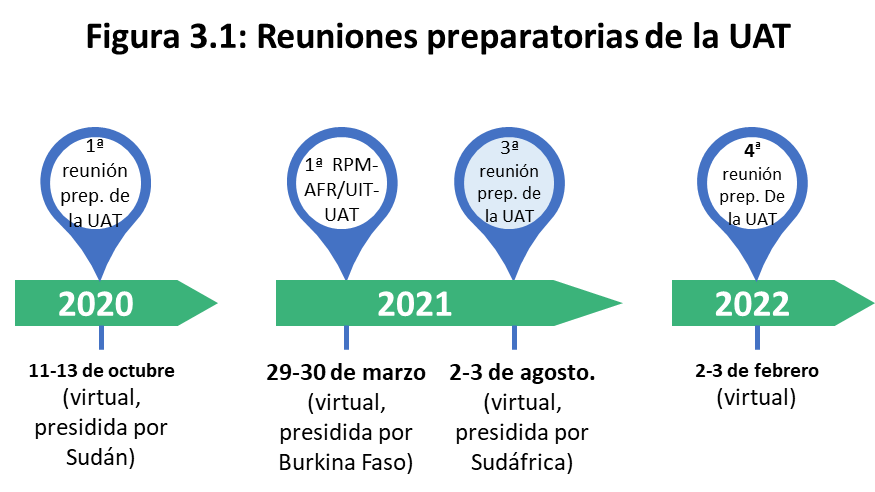 Figura 3.1: Reuniones preparatorias de la UAT
1ª
reunión
prep. de
la UAT
1ª RPM-
AFR/UIT-
UAT
3ª
reunión
prep. de
la UAT
4ª
reunión
prep. De
la UAT
2020
2021
2022
11-13 de octubre
(virtual,
presidida por
Sudán)
29-30 de marzo
(virtual,
presidida por
Burkina Faso)
2-3 de agosto.
(virtual,
presidida por
Sudáfrica)
2-3 de febrero
(virtual)